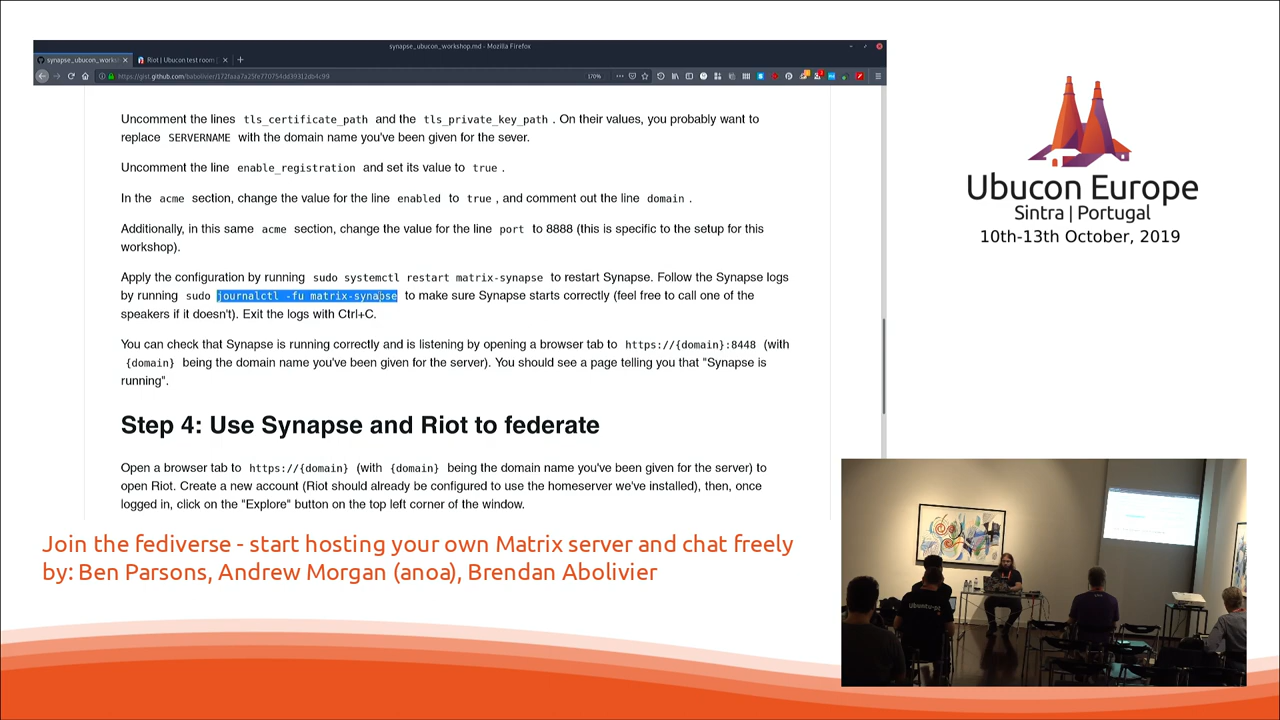 synapse_ubucon_workshop.md - Mozilla Firefox
synapse_ubucon_works
Riot | Ubucon test room |
https://gist.github.com/babolivier/172faaa7a25fe770754dd39312db4c99
170%
Uncomment the lines tls_certificate_path and the tls_private_key_path . On their values, you probably want to
replace SERVERNAME with the domain name you've been given for the sever.
Uncomment the line enable_registration and set its value to true .
In the acme section, change the value for the line enabled to true , and comment out the line domain .
Additionally, in this same acme section, change the value for the line port to 8888 (this is specific to the setup for this
workshop).
Apply the configuration by running sudo systemctl restart matrix-synapse to restart Synapse. Follow the Synapse logs
by running sudo journalctl -fu matrix-synapse to make sure Synapse starts correctly (feel free to call one of the
speakers if it doesn't). Exit the logs with Ctrl+C.
You can check that Synapse is running correctly and is listening by opening a browser tab to https://{domain}:8448 (with
{domain} being the domain name you've been given for the server). You should see a page telling you that "Synapse is
running".
Step 4: Use Synapse and Riot to federate
Open a browser tab to https://{domain} (with {domain} being the domain name you've been given for the server) to
open Riot. Create a new account (Riot should already be configured to use the homeserver we've installed), then, once
logged in, click on the "Explore" button on the top left corner of the window.
Ubucon Europe
Sintra | Portugal
10th-13th October, 2019
Join the fediverse - start hosting your own Matrix server and chat freely
by: Ben Parsons, Andrew Morgan (anoa), Brendan Abolivier